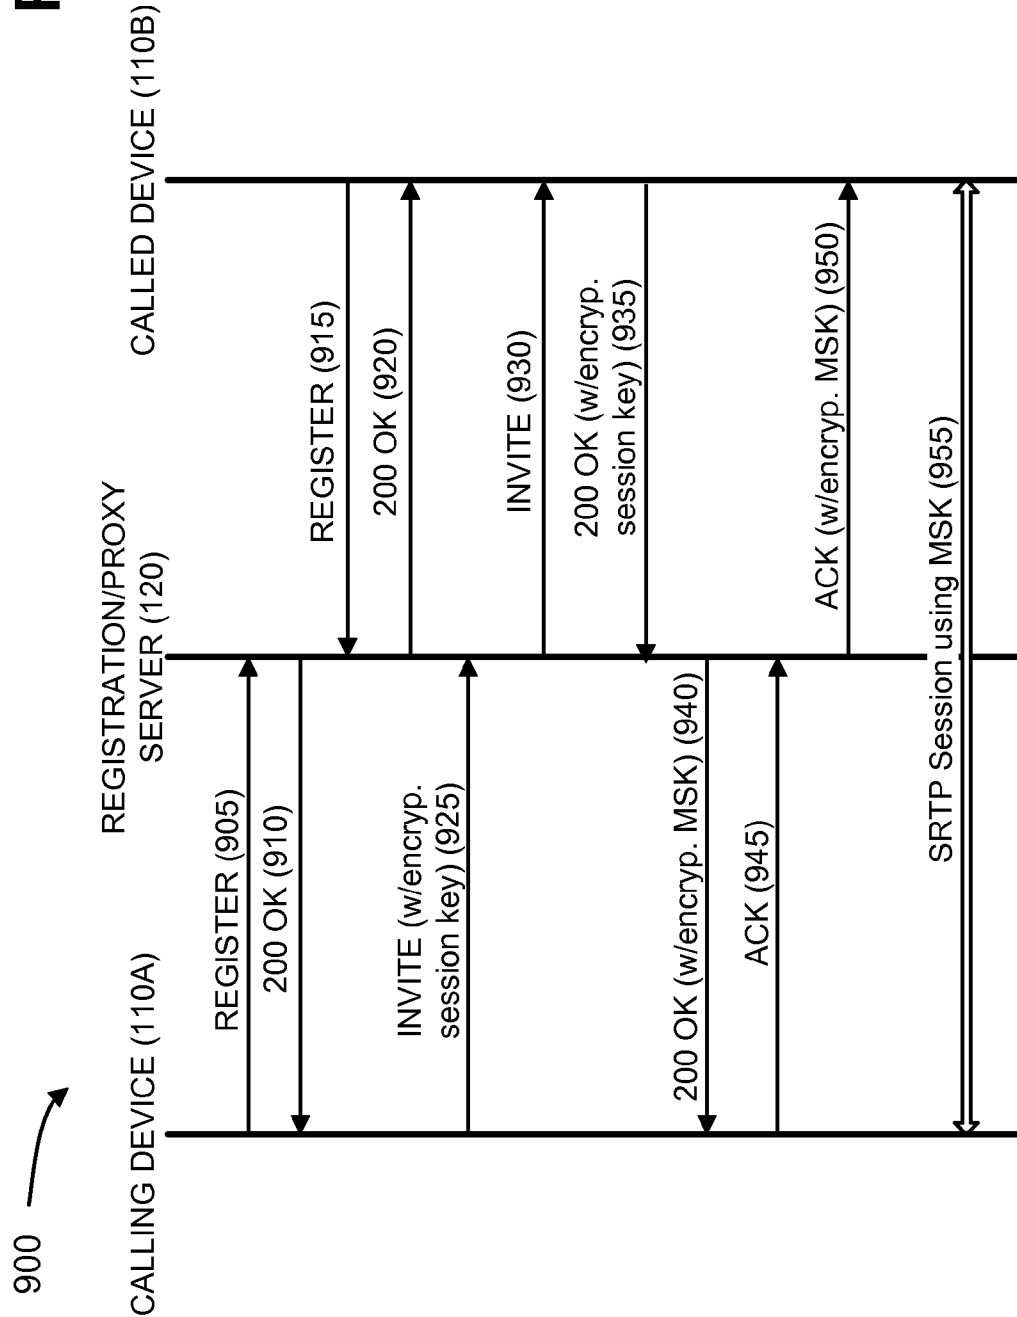 900
CALLING DEVICE (110A)
REGISTRATION/PROXY
SERVER (120)
CALLED DEVICE (110B)
REGISTER (905)
200 OK (910)
REGISTER (915)
200 OK (920)
INVITE (w/encryp.
session key) (925)
INVITE (930)
200 OK (w/encryp.
session key) (935)
200 OK (w/encryp. MSK) (940)
ACK (945)
ACK (w/encryp. MSK) (950)
SRTP Session using MSK (955)